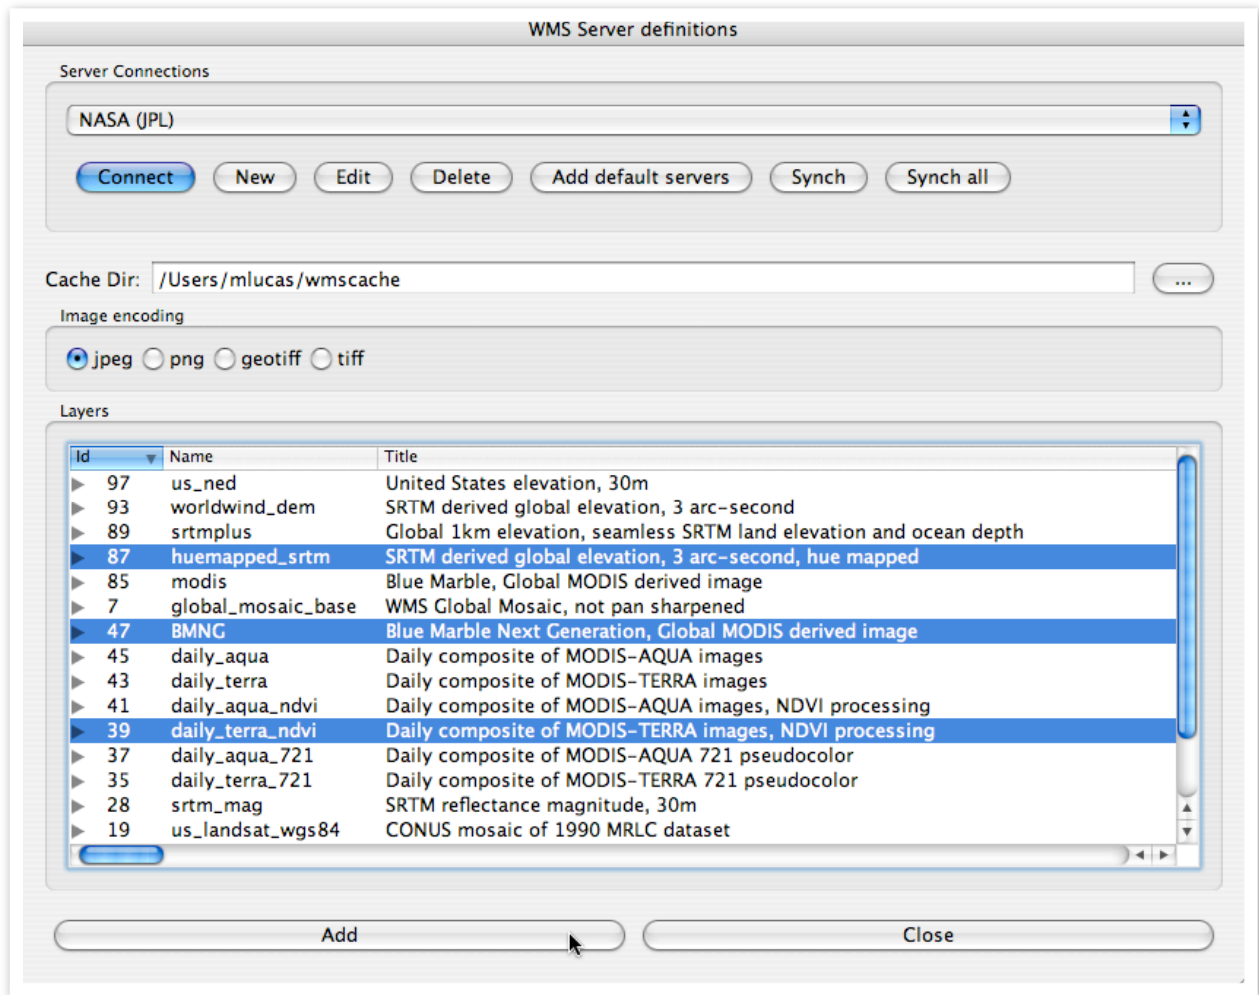 WMS Server definitions
Server Connections
NASA (JPL)
Connect New Edit Delete Add default servers Synch Synch all
Cache Dir: /Users/mlucas/wmscache ...
Image encoding
jpeg png geotiff tiff
Layers
Id Name Title
97 us_ned United States elevation, 30m
93 worldwind_dem SRTM derived global elevation, 3 arc-second
89 srtmplus Global 1km elevation, seamless SRTM land elevation and ocean depth
87 huemapped_srtm SRTM derived global elevation, 3 arc-second, hue mapped
85 modis Blue Marble, Global MODIS derived image
7 global_mosaic_base WMS Global Mosaic, not pan sharpened
47 BMNG Blue Marble Next Generation, Global MODIS derived image
45 daily_aqua Daily composite of MODIS-AQUA images
43 daily_terra Daily composite of MODIS-TERRA images
41 daily_aqua_ndvi Daily composite of MODIS-AQUA images, NDVI processing
39 daily_terra_ndvi Daily composite of MODIS-TERRA images, NDVI processing
37 daily_aqua_721 Daily composite of MODIS-AQUA 721 pseudocolor
35 daily_terra_721 Daily composite of MODIS-TERRA 721 pseudocolor
28 srtm_mag SRTM reflectance magnitude, 30m
19 us_landsat_wgs84 CONUS mosaic of 1990 MRLC dataset
Add Close